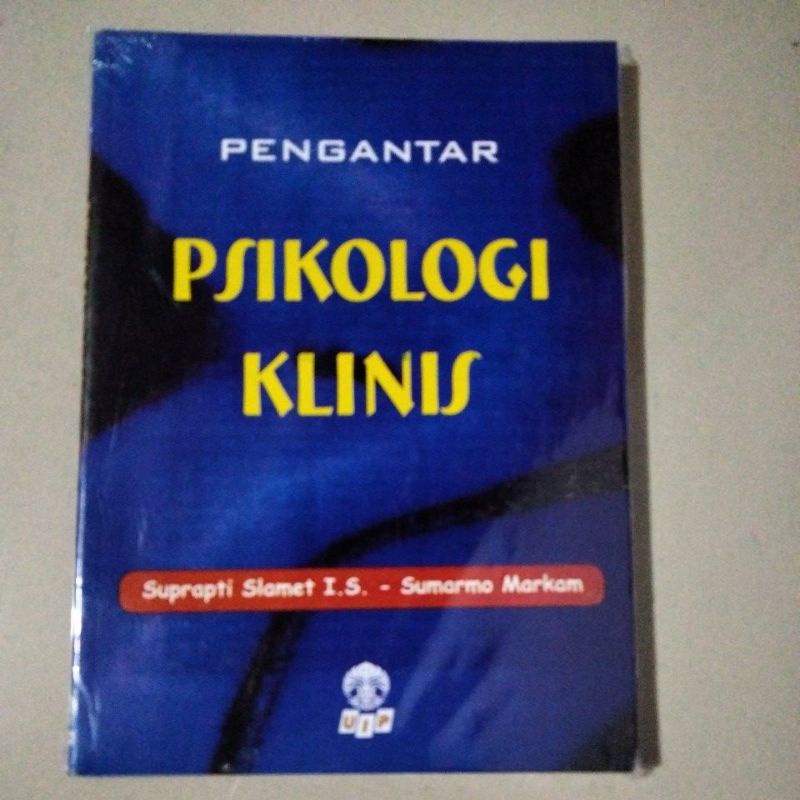 PENGANTAR
PSIKOLOGI
KLINIS
Suprapti Slamet I.S. - Sumarmo Markam
UIP